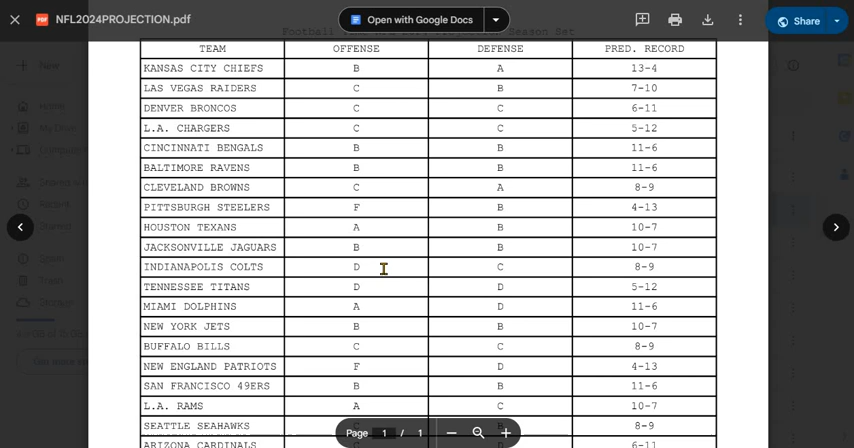 NFL2024PROJECTION.pdf
Open with Google Docs
Share
TEAM OFFENSE DEFENSE PRED. RECORD
KANSAS CITY CHIEFS B A 13-4
LAS VEGAS RAIDERS C B 7-10
DENVER BRONCOS C C 6-11
L.A. CHARGERS C C 5-12
CINCINNATI BENGALS B B 11-6
BALTIMORE RAVENS B B 11-6
CLEVELAND BROWNS C A 8-9
PITTSBURGH STEELERS F B 4-13
HOUSTON TEXANS A B 10-7
JACKSONVILLE JAGUARS B B 10-7
INDIANAPOLIS COLTS D C 8-9
TENNESSEE TITANS D D 5-12
MIAMI DOLPHINS A D 11-6
NEW YORK JETS B B 10-7
BUFFALO BILLS C C 8-9
NEW ENGLAND PATRIOTS F D 4-13
SAN FRANCISCO 49ERS B B 11-6
L.A. RAMS A C 10-7
SEATTLE SEAHAWKS 8-9
ARIZONA CARDINALS 6-11
Page 1 / 1